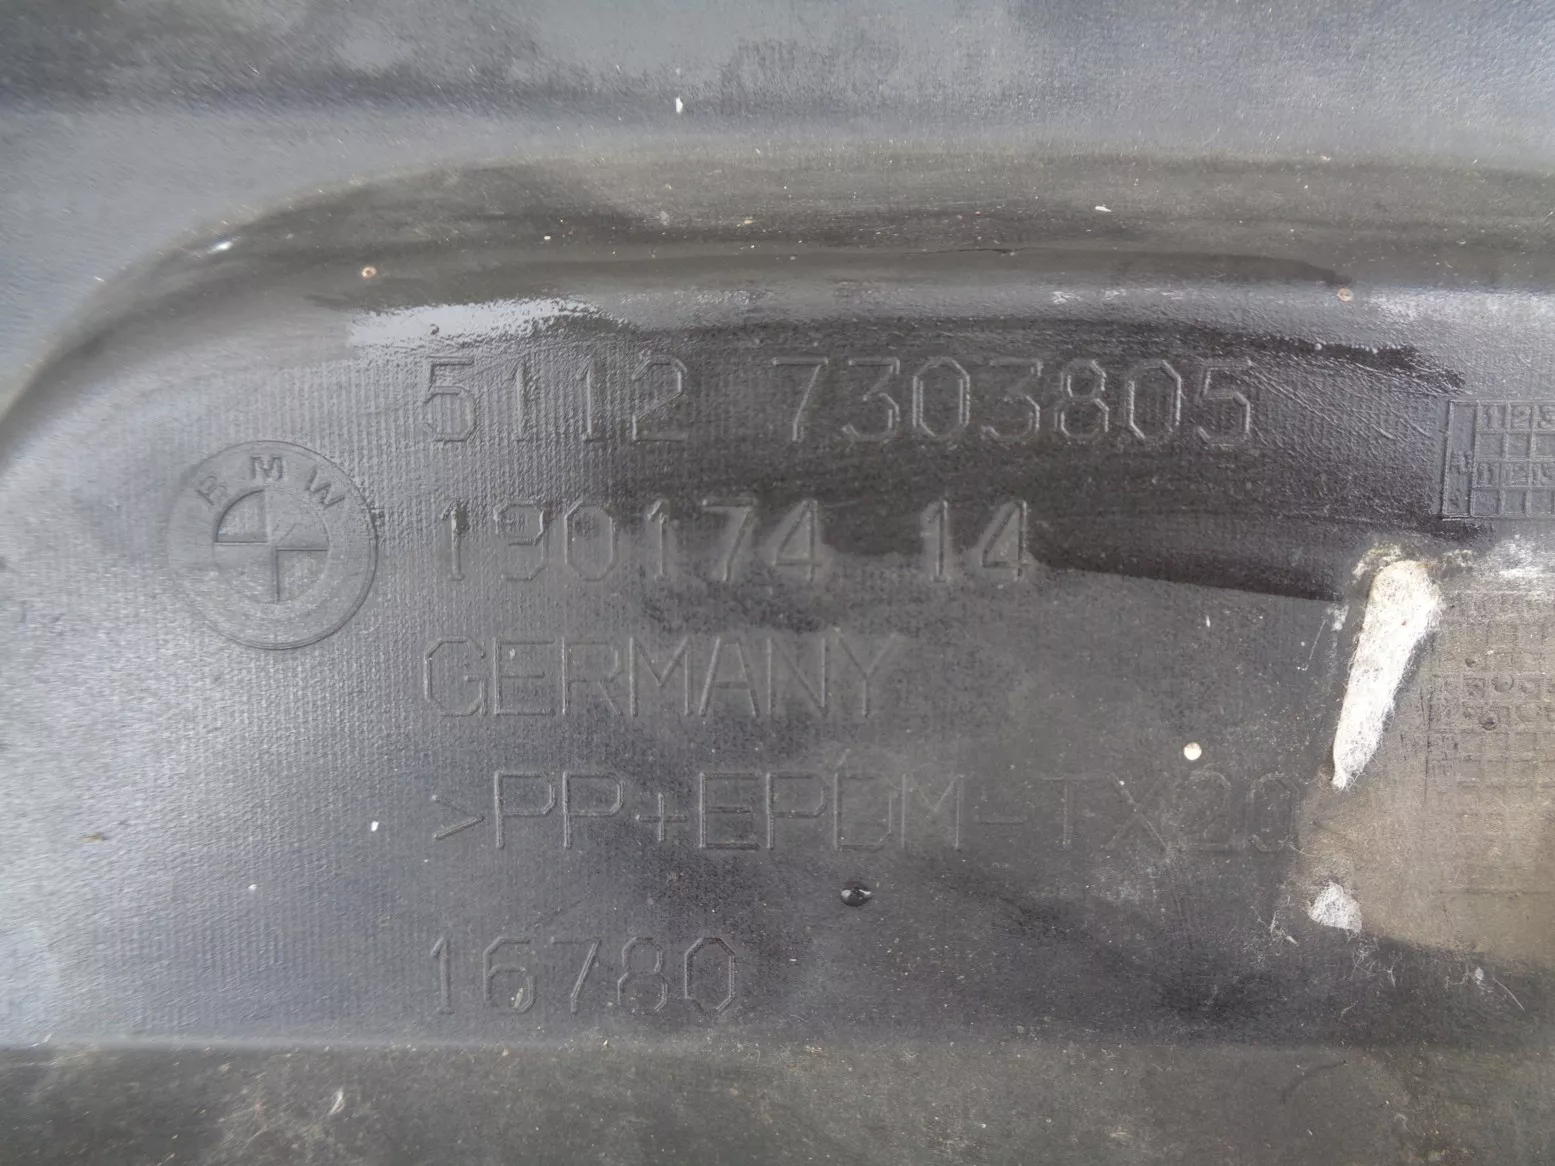 5112 7303805
BMW
190174 14
GERMANY
>PP+EPDM-TX20
16780